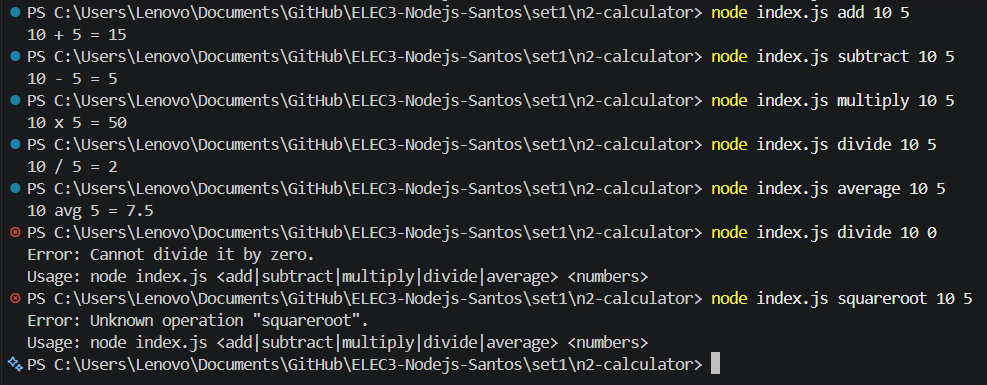 PS C:\Users\Lenovo\Documents\GitHub\ELEC3-Nodejs-Santos\set1\n2-calculator> node index.js add 10 5
10 + 5 = 15
PS C:\Users\Lenovo\Documents\GitHub\ELEC3-Nodejs-Santos\set1\n2-calculator> node index.js subtract 10 5
10 - 5 = 5
PS C:\Users\Lenovo\Documents\GitHub\ELEC3-Nodejs-Santos\set1\n2-calculator> node index.js multiply 10 5
10 x 5 = 50
PS C:\Users\Lenovo\Documents\GitHub\ELEC3-Nodejs-Santos\set1\n2-calculator> node index.js divide 10 5
10 / 5 = 2
PS C:\Users\Lenovo\Documents\GitHub\ELEC3-Nodejs-Santos\set1\n2-calculator> node index.js average 10 5
10 avg 5 = 7.5
PS C:\Users\Lenovo\Documents\GitHub\ELEC3-Nodejs-Santos\set1\n2-calculator> node index.js divide 10 0
Error: Cannot divide it by zero.
Usage: node index.js <add|subtract|multiply|divide|average> <numbers>
PS C:\Users\Lenovo\Documents\GitHub\ELEC3-Nodejs-Santos\set1\n2-calculator> node index.js squareroot 10 5
Error: Unknown operation "squareroot".
Usage: node index.js <add|subtract|multiply|divide|average> <numbers>
PS C:\Users\Lenovo\Documents\GitHub\ELEC3-Nodejs-Santos\set1\n2-calculator>